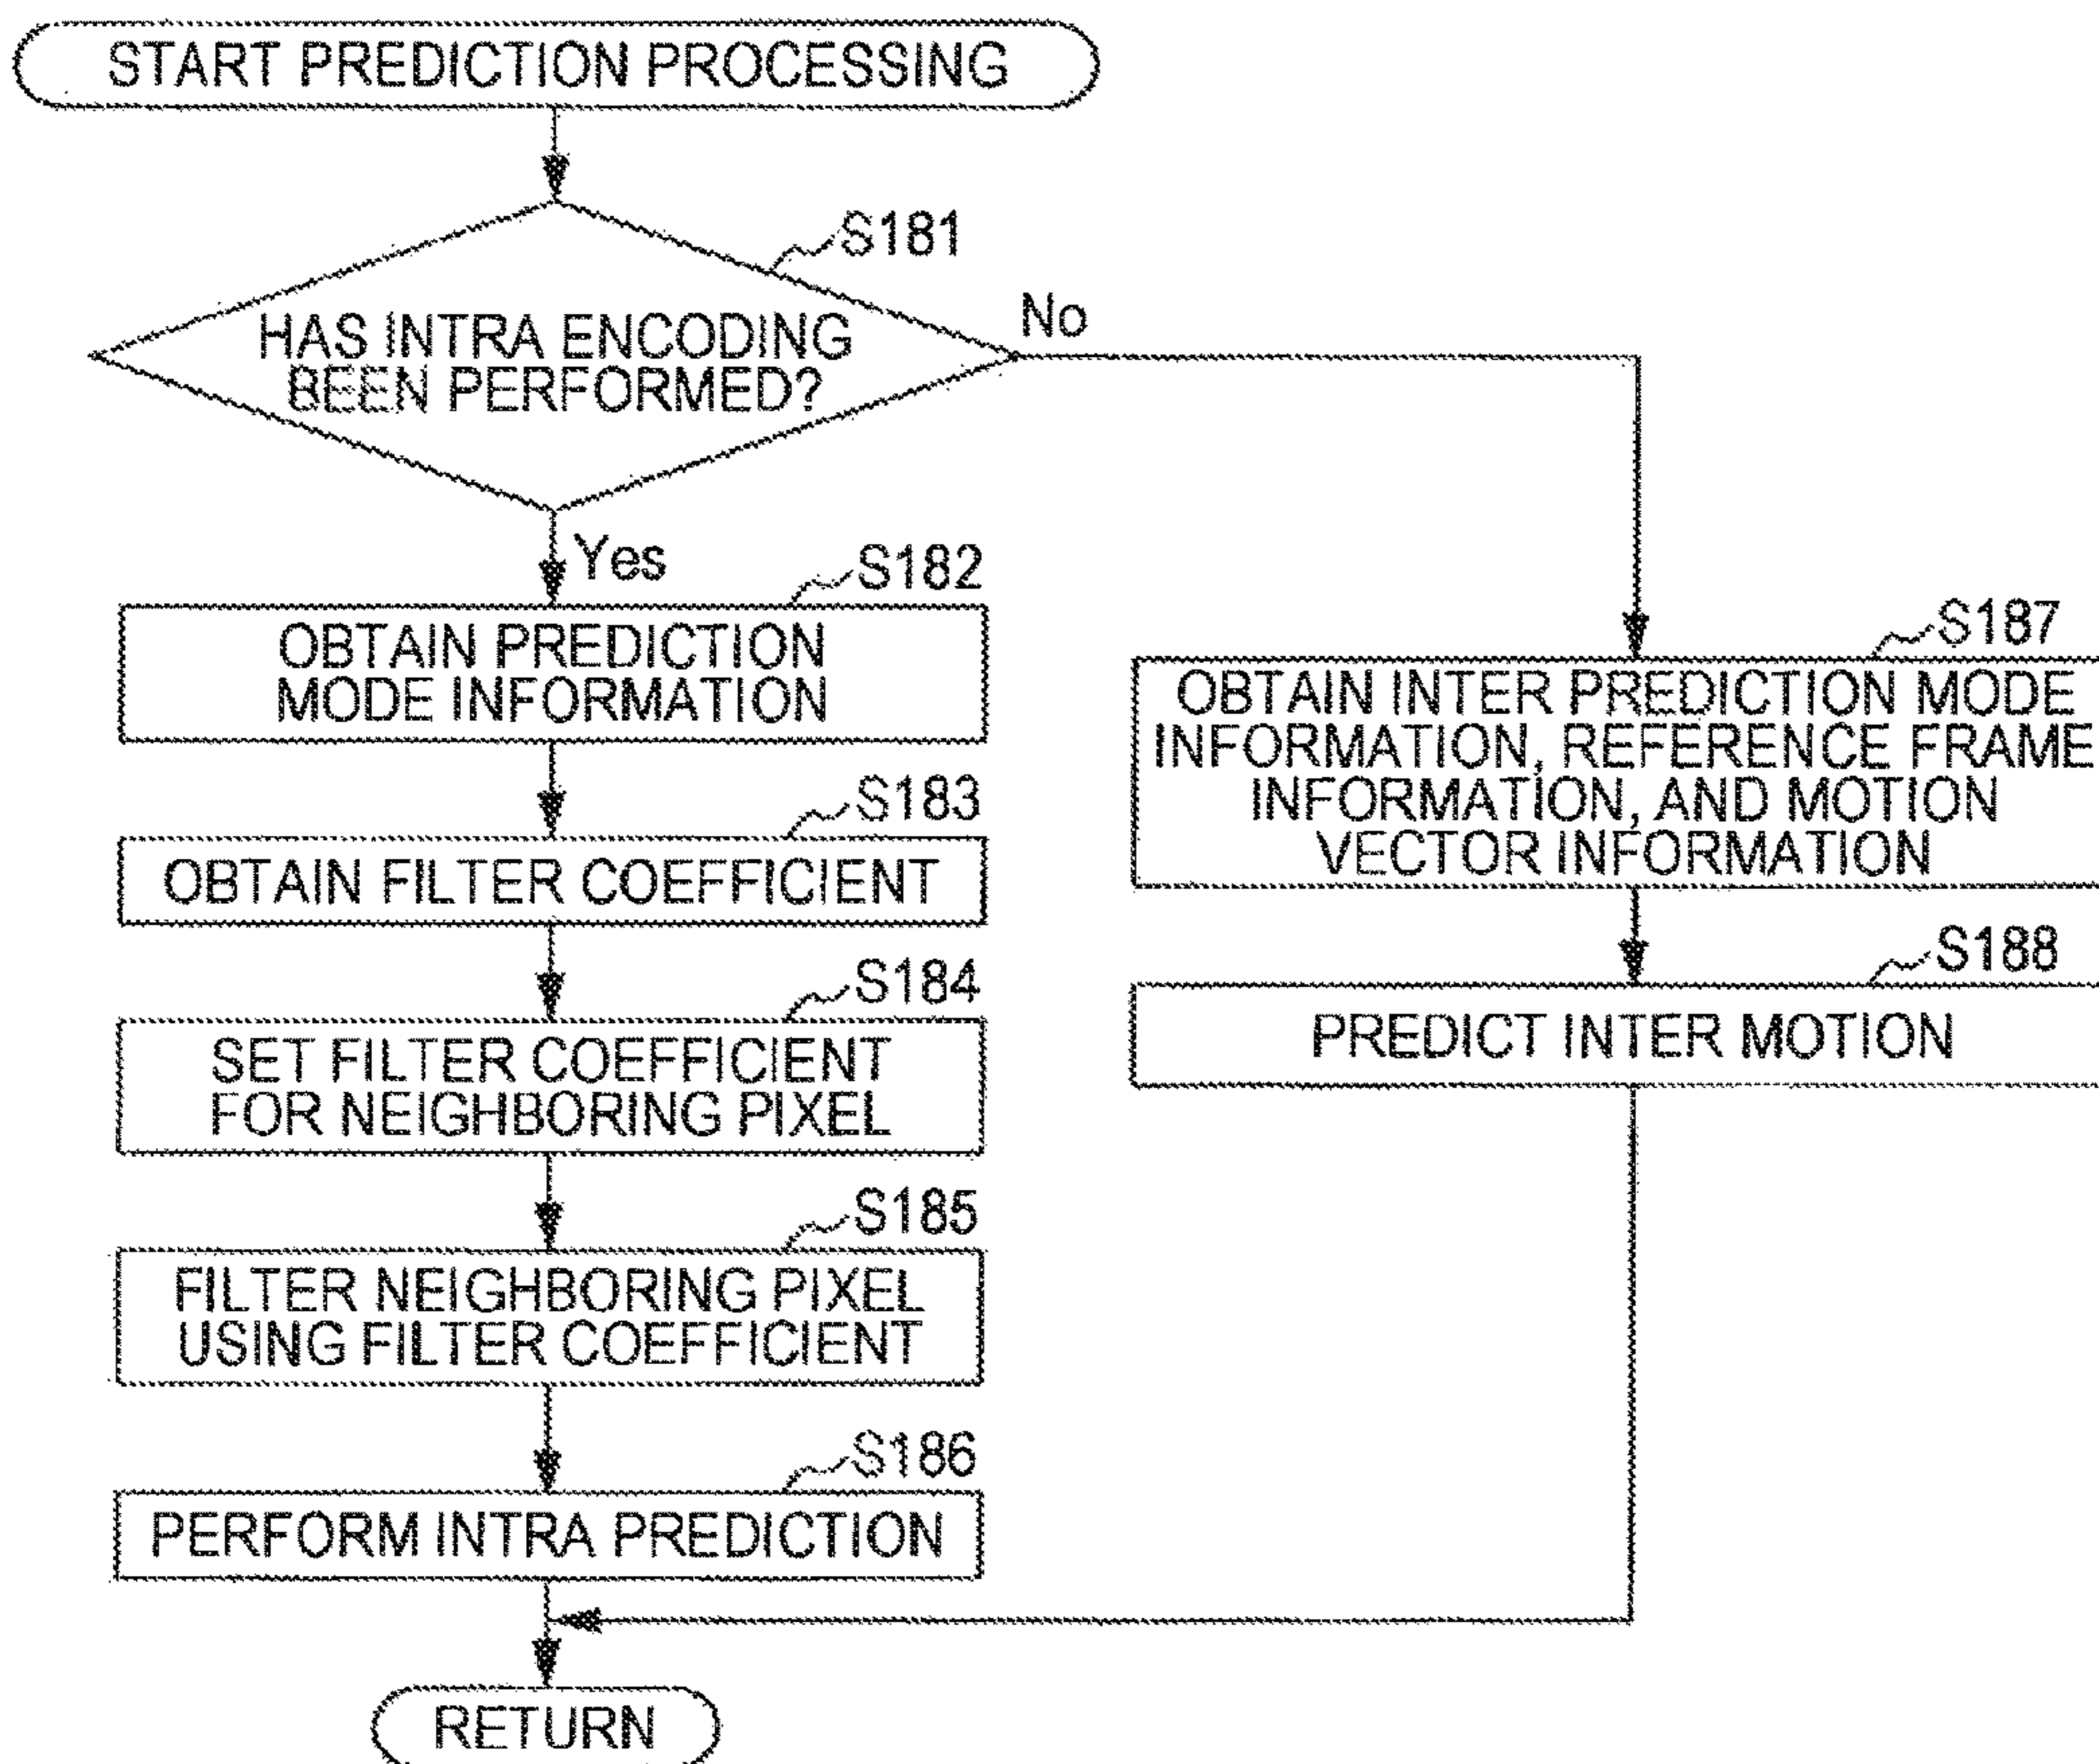 START PREDICTION PROCESSING
S181
HAS INTRA ENCODING
BEEN PERFORMED?
No
Yes
S182
OBTAIN PREDICTION
MODE INFORMATION
S183
OBTAIN FILTER COEFFICIENT
S184
SET FILTER COEFFICIENT
FOR NEIGHBORING PIXEL
S185
FILTER NEIGHBORING PIXEL
USING FILTER COEFFICIENT
S186
PERFORM INTRA PREDICTION
S187
OBTAIN INTER PREDICTION MODE
INFORMATION, REFERENCE FRAME
INFORMATION, AND MOTION
VECTOR INFORMATION
S188
PREDICT INTER MOTION
RETURN